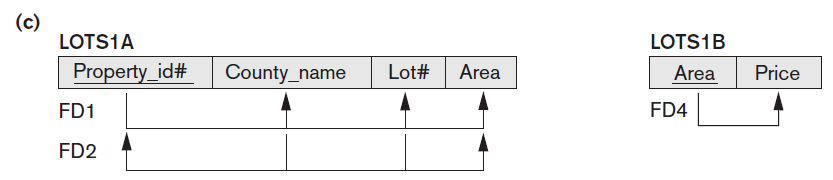 (c)
LOTS1A
Property_id# County_name Lot# Area
FD1
FD2
LOTS1B
Area Price
FD4